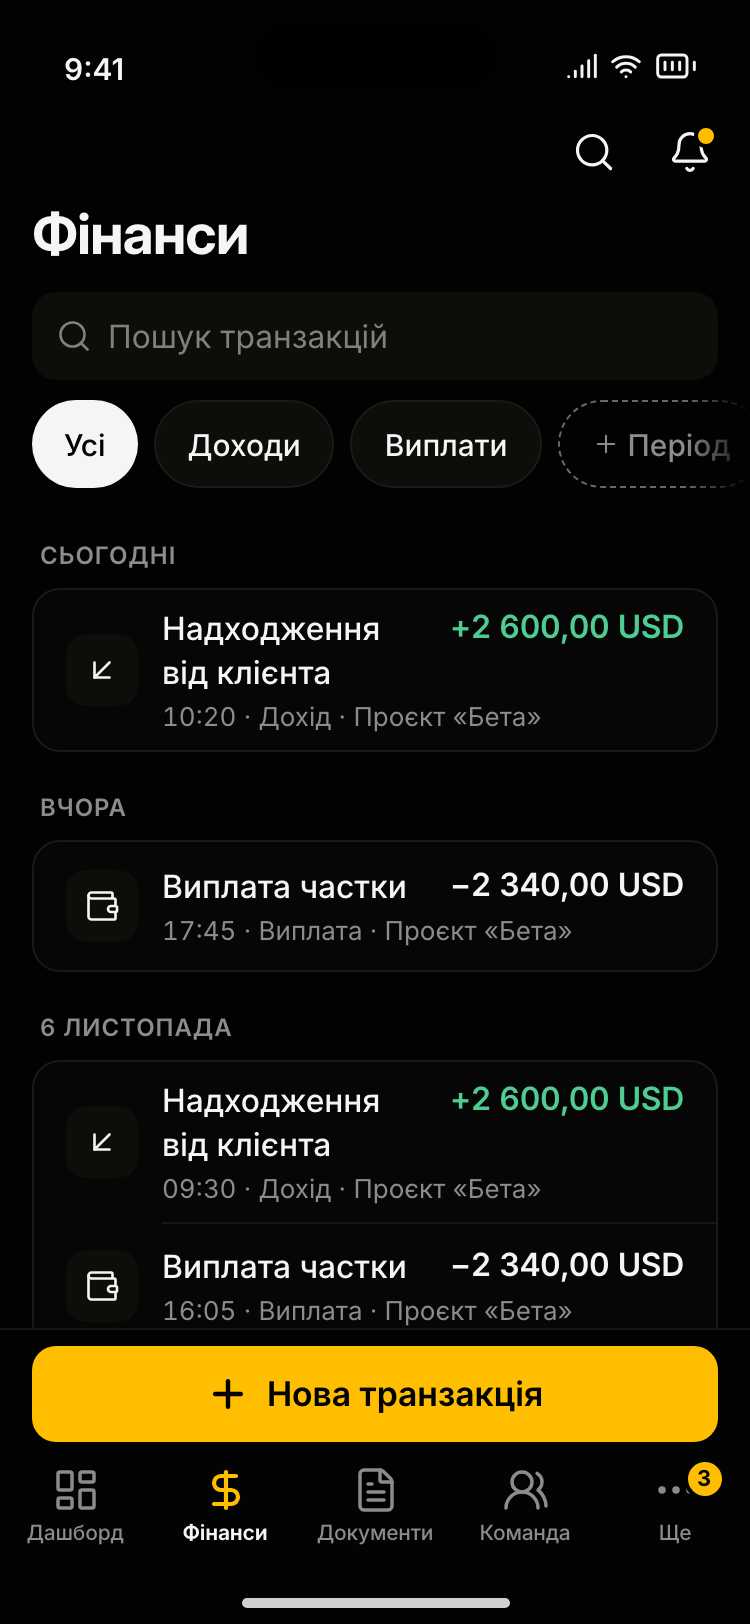 9:41
Фінанси
Пошук транзакцій
Усі
Доходи
Виплати
+ Період
СЬОГОДНІ
Надходження
від клієнта
+2 600,00 USD
10:20 · Дохід · Проєкт «Бета»
ВЧОРА
Виплата частки
−2 340,00 USD
17:45 · Виплата · Проєкт «Бета»
6 ЛИСТОПАДА
Надходження
від клієнта
+2 600,00 USD
09:30 · Дохід · Проєкт «Бета»
Виплата частки
−2 340,00 USD
16:05 · Виплата · Проєкт «Бета»
+ Нова транзакція
Дашборд
Фінанси
Документи
Команда
3
Ще